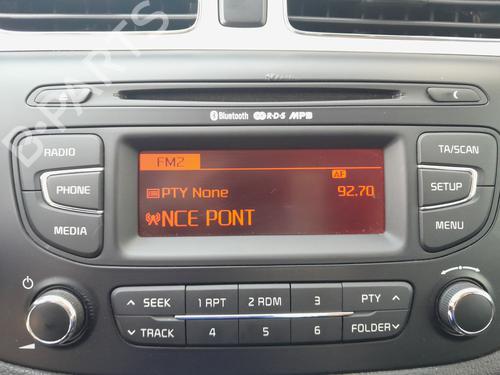 B-PARTS
Bluetooth R·D·S MP3
RADIO
FM2
TA/SCAN
AF
PHONE
PTY None
92.70
SETUP
MEDIA
NCE PONT
MENU
SEEK
1 RPT
2 RDM
3
PTY
TRACK
4
5
6
FOLDER